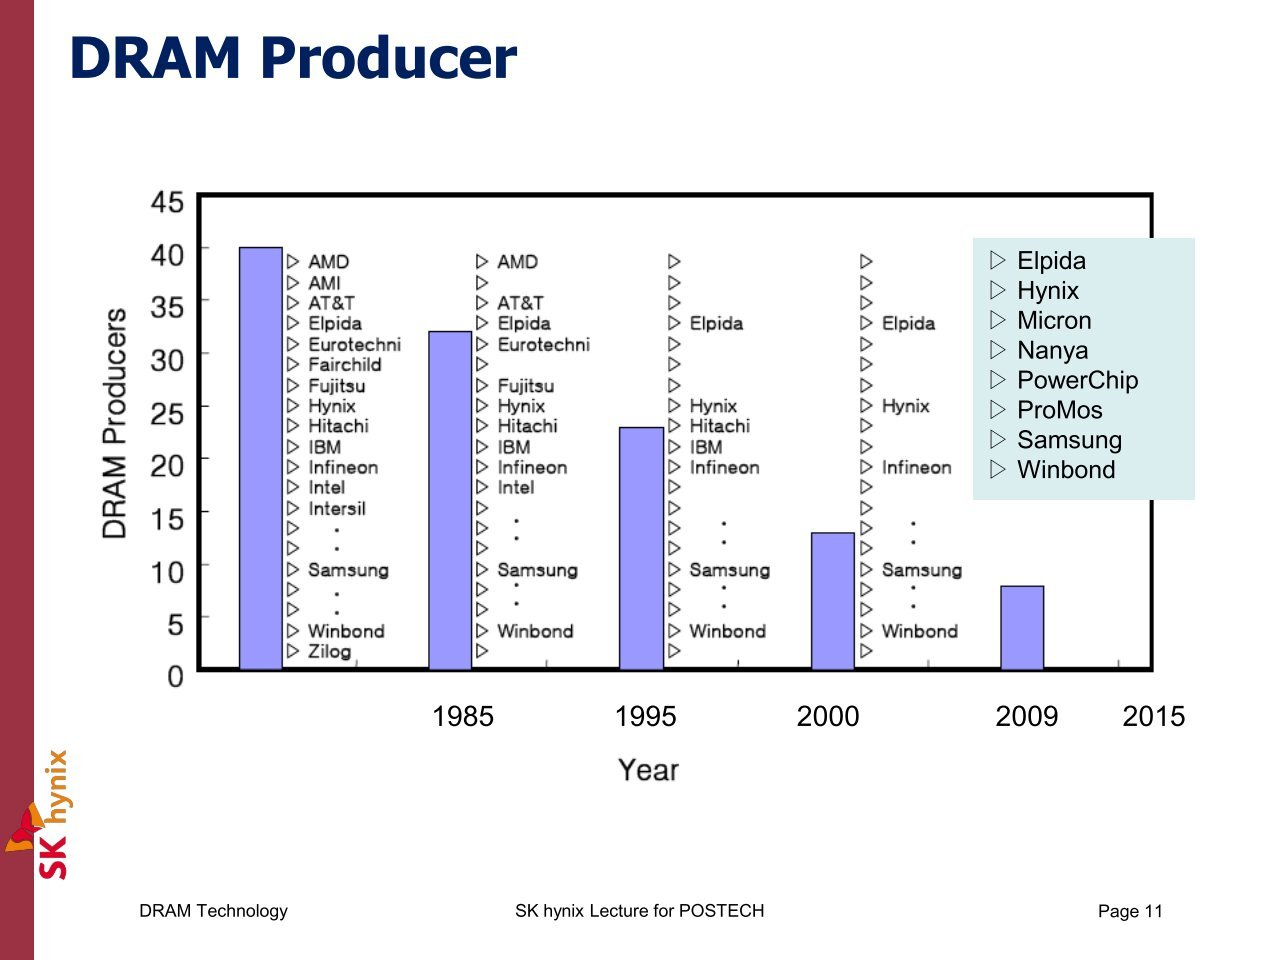 DRAM Producer
DRAM Producers
45
40
35
30
25
20
15
10
5
0
AMD
AMI
AT&T
Elpida
Eurotechni
Fairchild
Fujitsu
Hynix
Hitachi
IBM
Infineon
Intel
Intersil
Samsung
Winbond
Zilog
AMD
AT&T
Elpida
Eurotechni
Fujitsu
Hynix
Hitachi
IBM
Infineon
Intel
Samsung
Winbond
Elpida
Hynix
Hitachi
IBM
Infineon
Samsung
Winbond
Elpida
Hynix
Infineon
Samsung
Winbond
Elpida
Hynix
Micron
Nanya
PowerChip
ProMos
Samsung
Winbond
1985 1995 2000 2009 2015
Year
SK hynix
DRAM Technology SK hynix Lecture for POSTECH Page 11